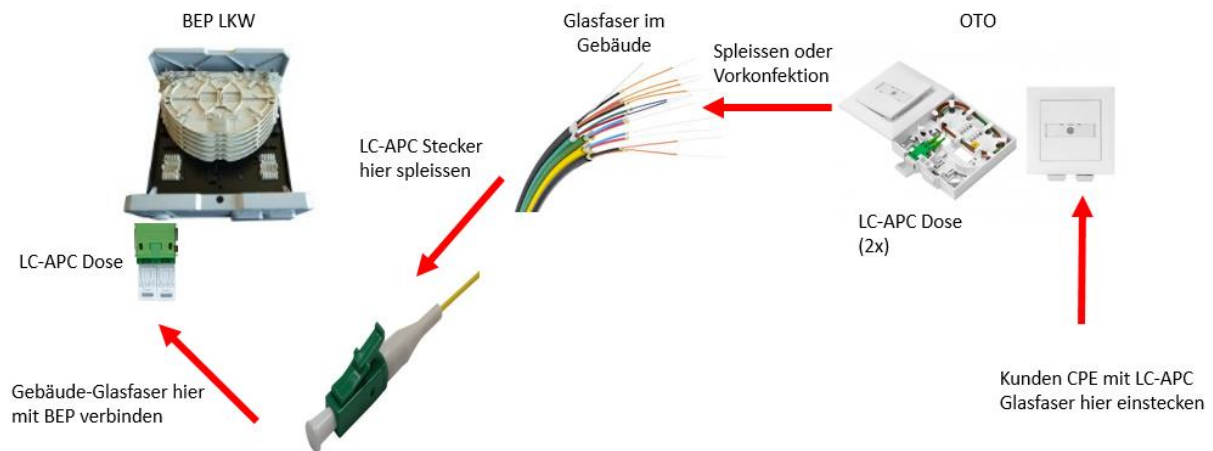 BEP LKW
Glasfaser im
Gebäude
OTO
Spleissen oder
Vorkonfektion
LC-APC Stecker
hier spleissen
LC-APC Dose
LC-APC Dose
(2x)
Gebäude-Glasfaser hier
mit BEP verbinden
Kunden CPE mit LC-APC
Glasfaser hier einstecken